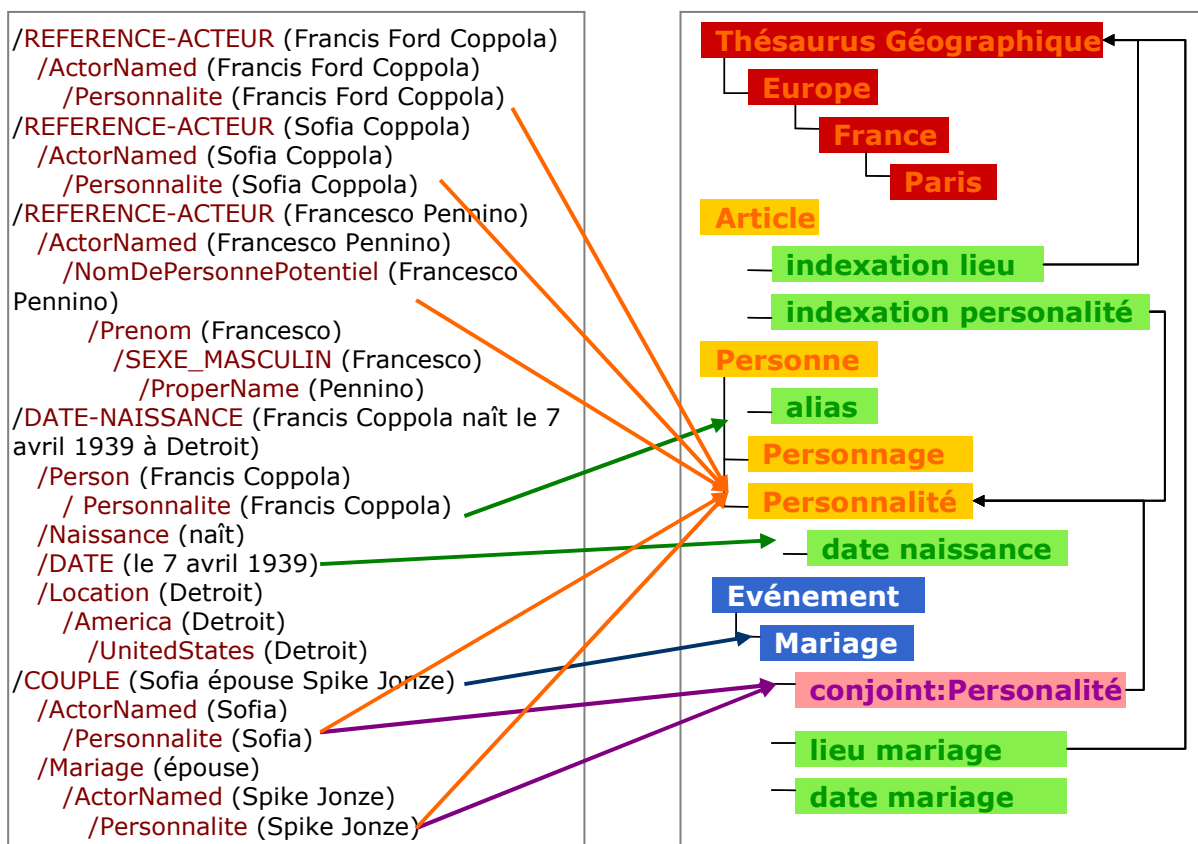 /REFERENCE-ACTEUR (Francis Ford Coppola)
/ActorNamed (Francis Ford Coppola)
/Personnalite (Francis Ford Coppola)
/REFERENCE-ACTEUR (Sofia Coppola)
/ActorNamed (Sofia Coppola)
/Personnalite (Sofia Coppola)
/REFERENCE-ACTEUR (Francesco Pennino)
/ActorNamed (Francesco Pennino)
/NomDePersonnePotentiel (Francesco
Pennino)
/Prenom (Francesco)
/SEXE_MASCULIN (Francesco)
/ProperName (Pennino)
/DATE-NAISSANCE (Francis Coppola naît le 7
avril 1939 à Detroit)
/Person (Francis Coppola)
/ Personnalite (Francis Coppola)
/Naissance (naît)
/DATE (le 7 avril 1939)
/Location (Detroit)
/America (Detroit)
/UnitedStates (Detroit)
/COUPLE (Sofia épouse Spike Jonze)
/ActorNamed (Sofia)
/Personnalite (Sofia)
/Mariage (épouse)
/ActorNamed (Spike Jonze)
/Personnalite (Spike Jonze)
Thésaurus Géographique
Europe
France
Paris
Article
indexation lieu
indexation personalité
Personne
alias
Personnage
Personnalité
date naissance
Evénement
Mariage
conjoint:Personalité
lieu mariage
date mariage